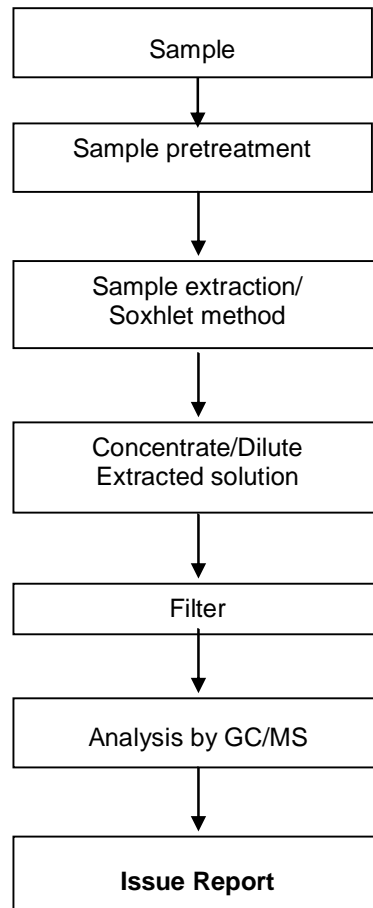 Sample
Sample pretreatment
Sample extraction/
Soxhlet method
Concentrate/Dilute
Extracted solution
Filter
Analysis by GC/MS
Issue Report